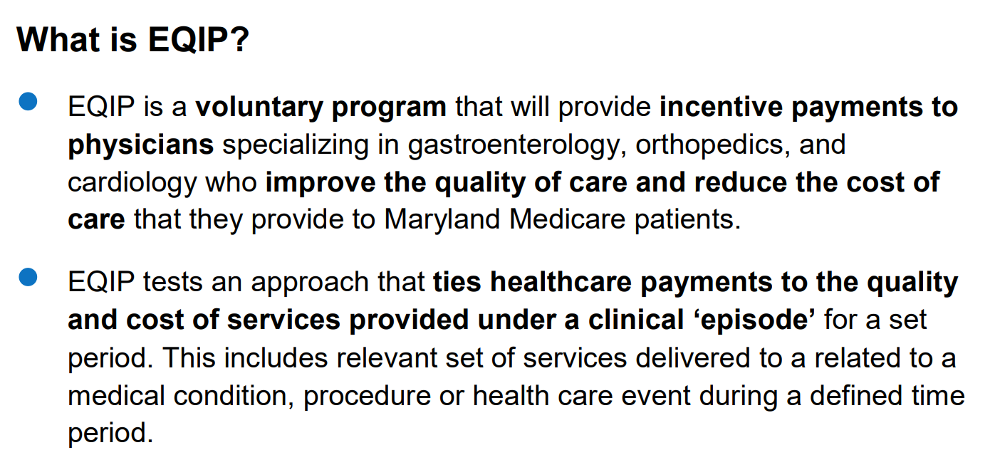 What is EQIP?
EQIP is a voluntary program that will provide incentive payments to
physicians specializing in gastroenterology, orthopedics, and
cardiology who improve the quality of care and reduce the cost of
care that they provide to Maryland Medicare patients.
EQIP tests an approach that ties healthcare payments to the quality
and cost of services provided under a clinical ‘episode’ for a set
period. This includes relevant set of services delivered to a related to a
medical condition, procedure or health care event during a defined time
period.